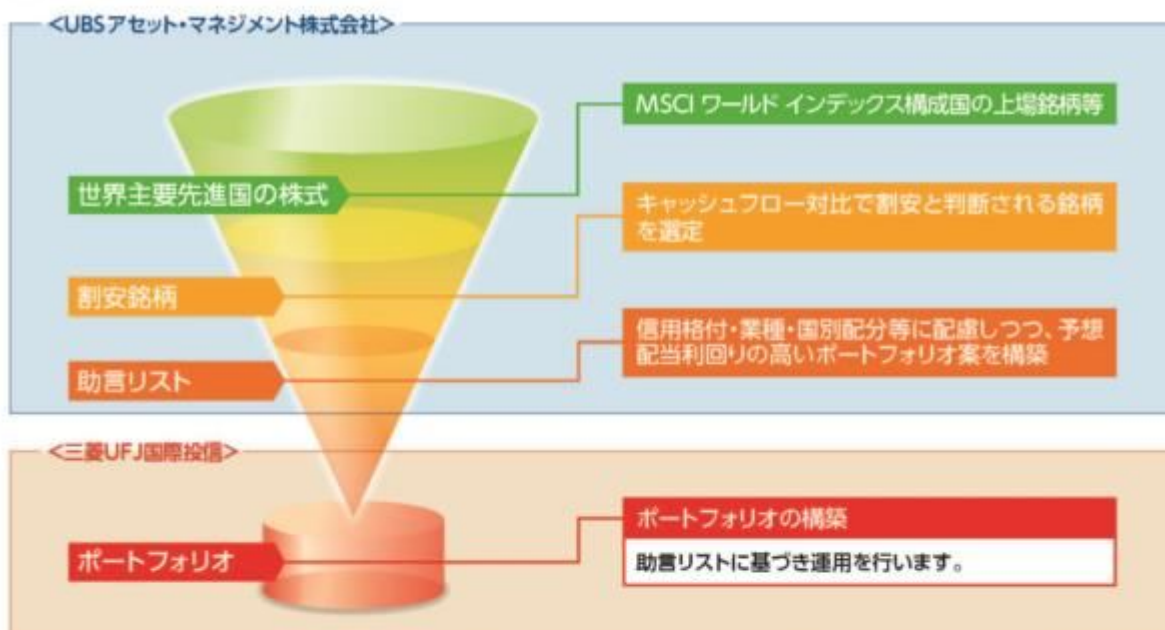 <UBSアセット・マネジメント株式会社>
MSCI ワールド インデックス構成国の上場銘柄等
世界主要先進国の株式
キャッシュフロー対比で割安と判断される銘柄
を選定
割安銘柄
信用格付・業種・国別配分等に配慮しつつ、予想
配当利回りの高いポートフォリオ案を構築
助言リスト
<三菱UFJ国際投信>
ポートフォリオの構築
ポートフォリオ
助言リストに基づき運用を行います。